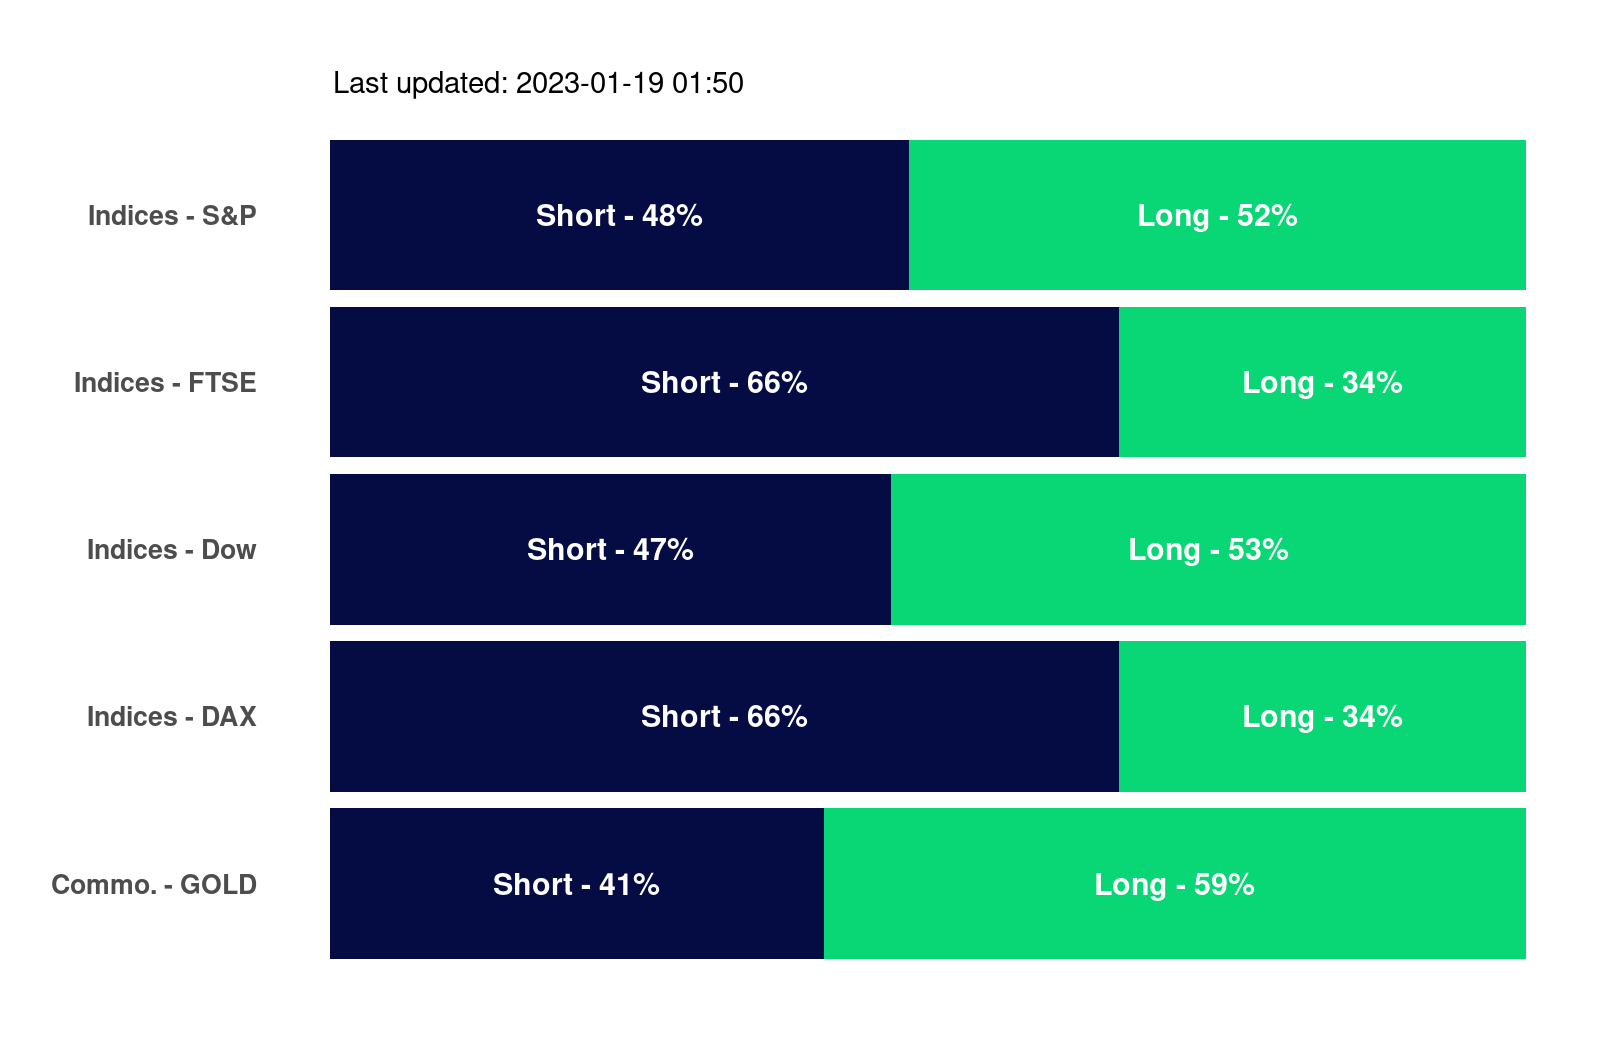 Last updated: 2023-01-19 01:50
Indices - S&P Short - 48% Long - 52%
Indices - FTSE Short - 66% Long - 34%
Indices - Dow Short - 47% Long - 53%
Indices - DAX Short - 66% Long - 34%
Commo. - GOLD Short - 41% Long - 59%